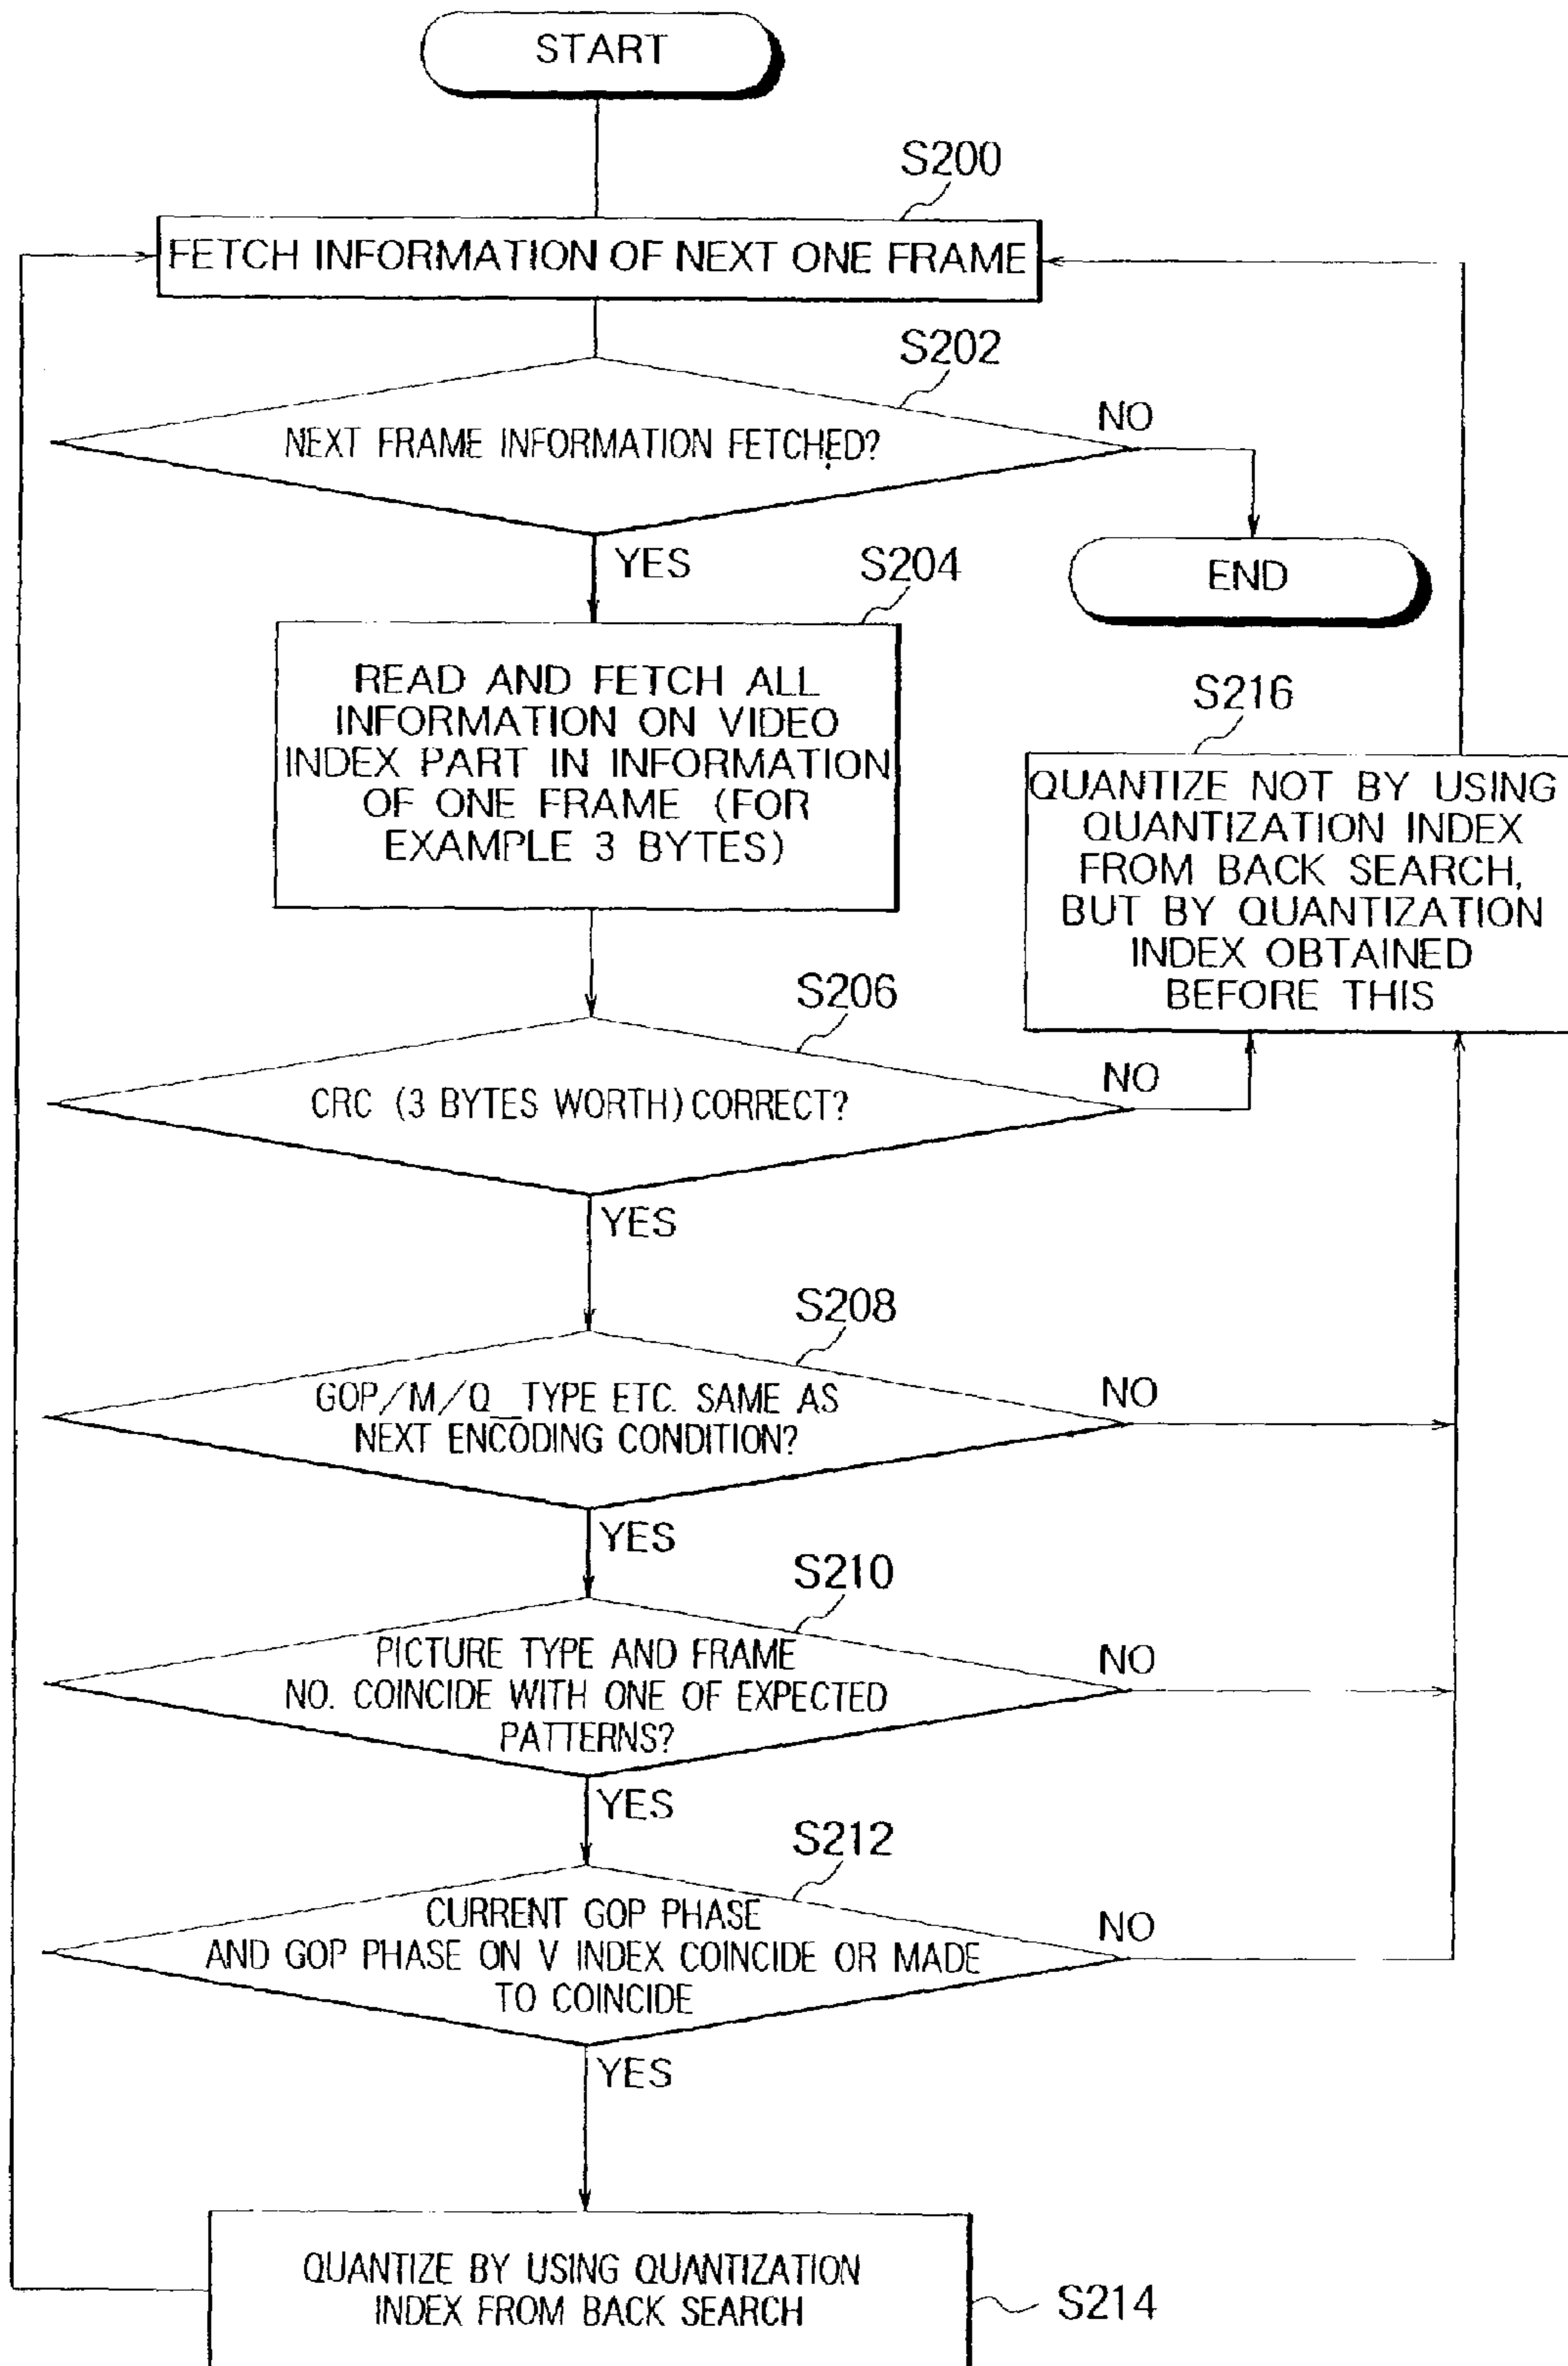 START
S200
FETCH INFORMATION OF NEXT ONE FRAME
S202
NEXT FRAME INFORMATION FETCHED?
NO
YES
END
S204
READ AND FETCH ALL
INFORMATION ON VIDEO
INDEX PART IN INFORMATION
OF ONE FRAME (FOR
EXAMPLE 3 BYTES)
S216
QUANTIZE NOT BY USING
QUANTIZATION INDEX
FROM BACK SEARCH,
BUT BY QUANTIZATION
INDEX OBTAINED
BEFORE THIS
S206
CRC (3 BYTES WORTH) CORRECT?
NO
YES
S208
GOP/M/Q_TYPE ETC. SAME AS
NEXT ENCODING CONDITION?
NO
YES
S210
PICTURE TYPE AND FRAME
NO. COINCIDE WITH ONE OF EXPECTED
PATTERNS?
NO
YES
S212
CURRENT GOP PHASE
AND GOP PHASE ON V INDEX COINCIDE OR MADE
TO COINCIDE
NO
YES
QUANTIZE BY USING QUANTIZATION
INDEX FROM BACK SEARCH
S214